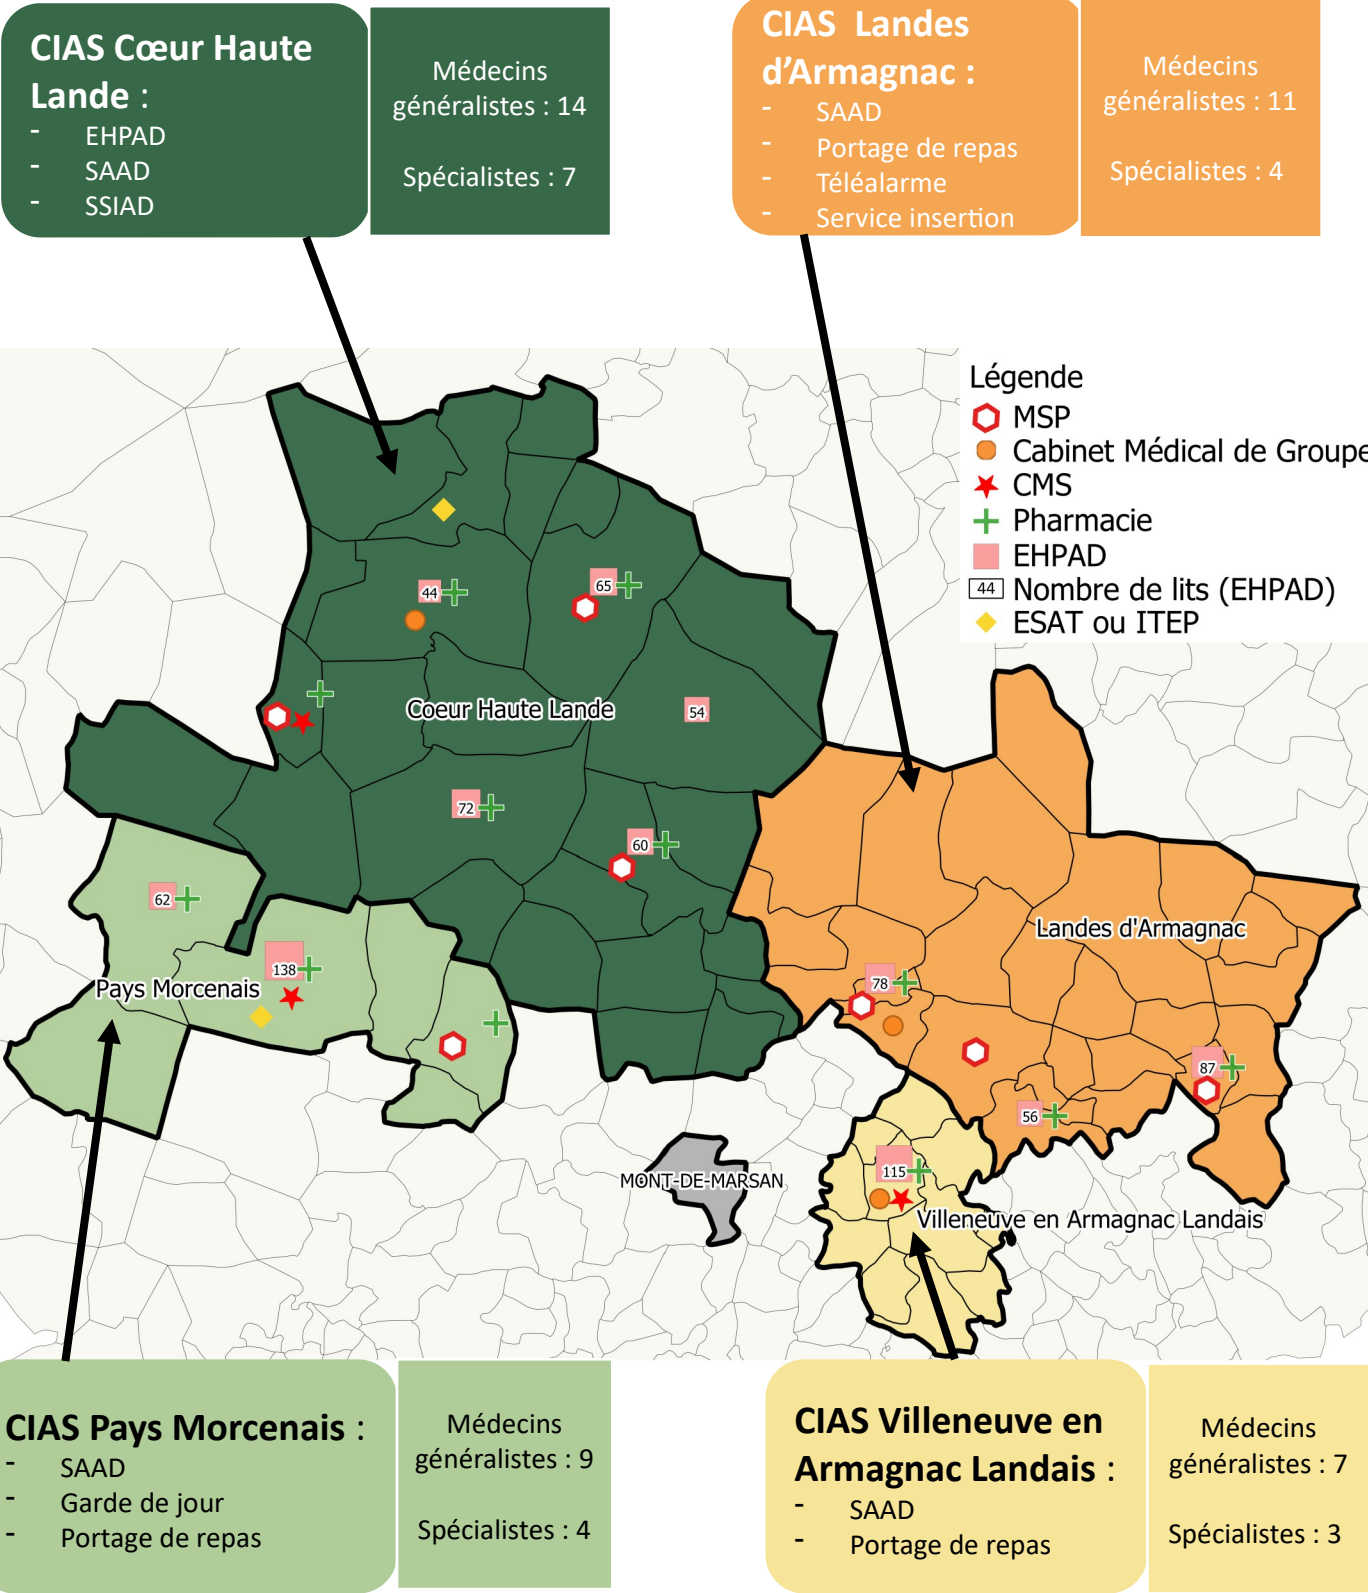 CIAS Cœur Haute
Lande :
- EHPAD
- SAAD
- SSIAD
Médecins
généralistes : 14
Spécialistes : 7
CIAS Landes
d'Armagnac :
- SAAD
- Portage de repas
- Téléalarme
- Service insertion
Médecins
généralistes : 11
Spécialistes : 4
Légende
MSP
Cabinet Médical de Groupe
CMS
Pharmacie
EHPAD
44 Nombre de lits (EHPAD)
ESAT ou ITEP
44
65
Coeur Haute Lande
54
72
60
62
138
Pays Morcenais
Landes d'Armagnac
78
87
56
115
MONT-DE-MARSAN
Villeneuve en Armagnac Landais
CIAS Pays Morcenais :
- SAAD
- Garde de jour
- Portage de repas
Médecins
généralistes : 9
Spécialistes : 4
CIAS Villeneuve en
Armagnac Landais :
- SAAD
- Portage de repas
Médecins
généralistes : 7
Spécialistes : 3